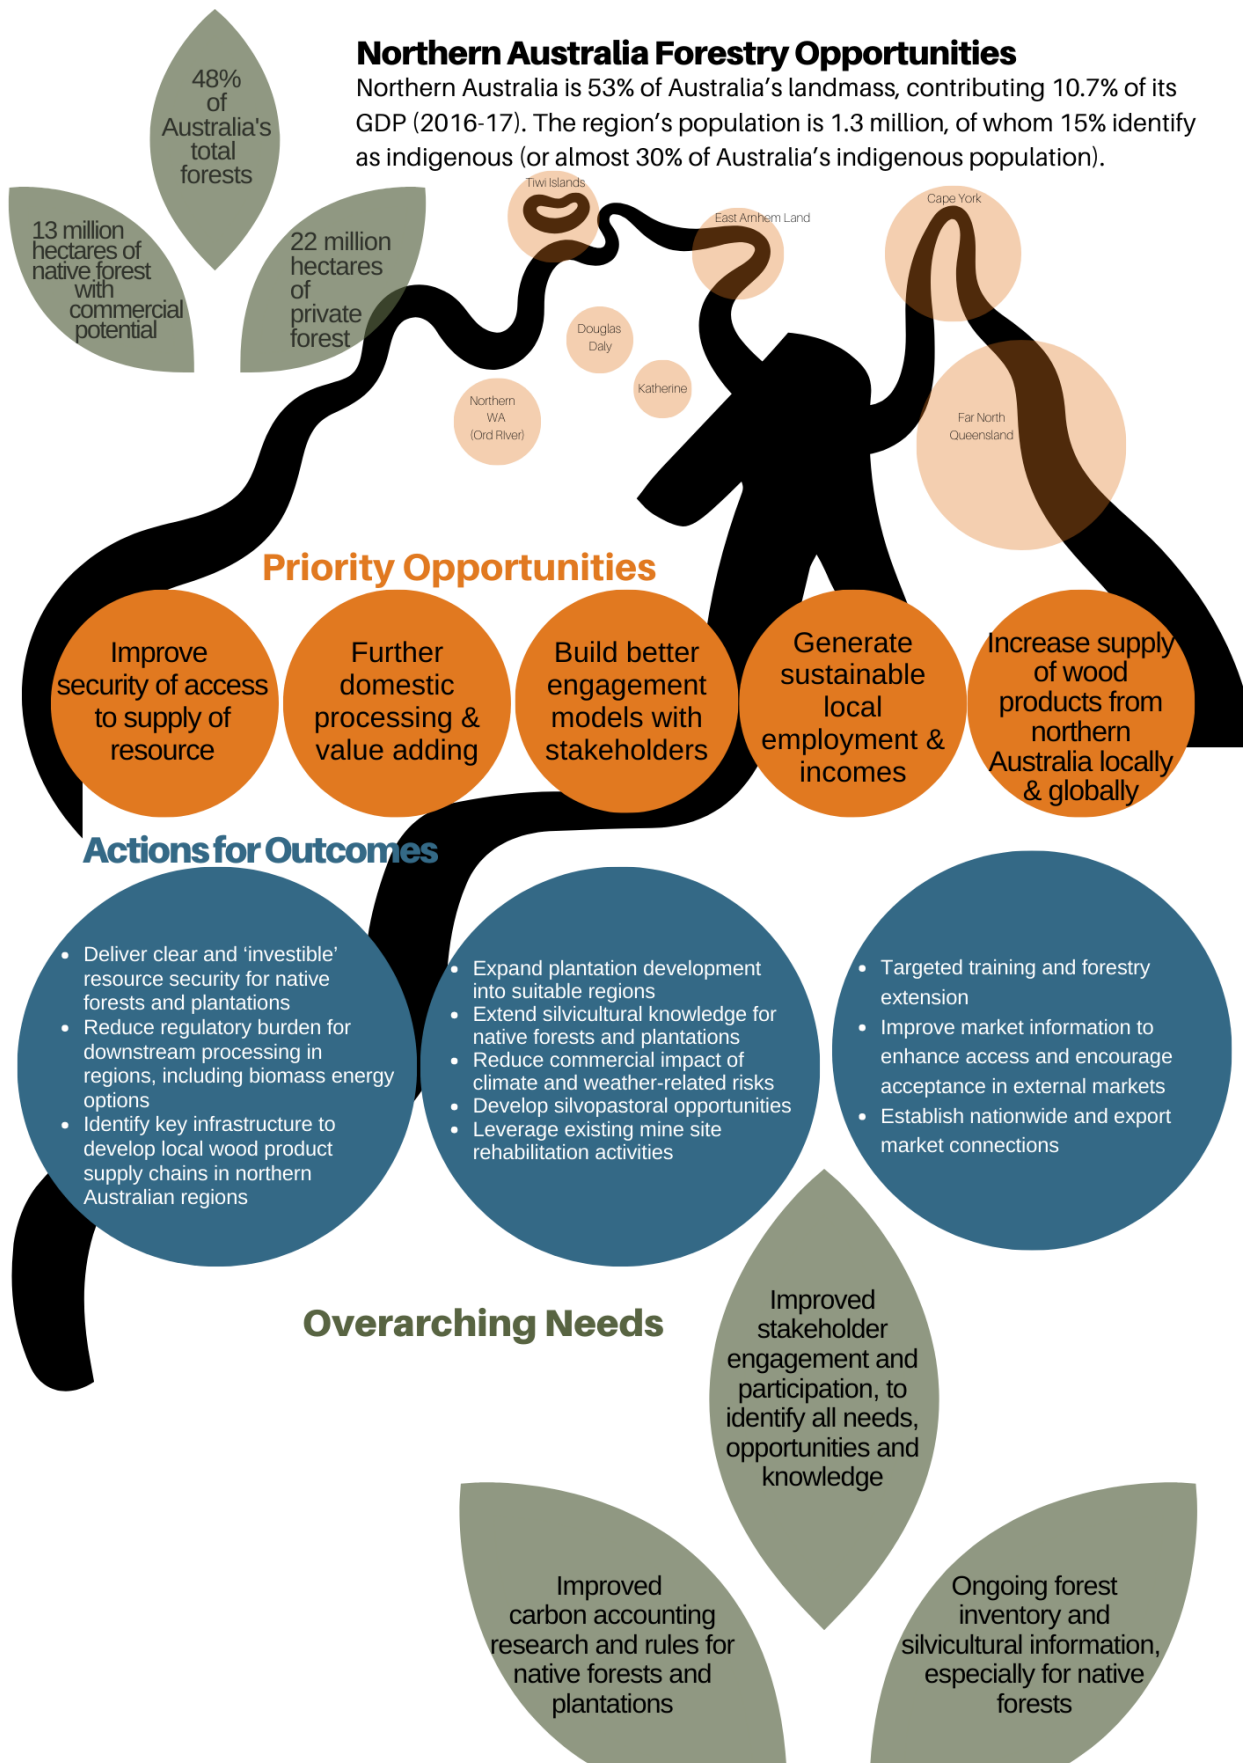 Northern Australia Forestry Opportunities
Northern Australia is 53% of Australia's landmass, contributing 10.7% of its
GDP (2016-17). The region's population is 1.3 million, of whom 15% identify
as indigenous (or almost 30% of Australia's indigenous population).
48%
of
Australia's
total
forests
13 million
hectares of
native forest
with
commercial
potential
22 million
hectares
of
private
forest
Tiwi Islands
East Arnhem Land
Cape York
Douglas
Daly
Katherine
Northern
WA
(Ord RIver)
Far North
Queensland
Priority Opportunities
Improve
security of access
to supply of
resource
Further
domestic
processing &
value adding
Build better
engagement
models with
stakeholders
Generate
sustainable
local
employment &
incomes
Increase supply
of wood
products from
northern
Australia locally
& globally
Actions for Outcomes
• Deliver clear and 'investible'
resource security for native
forests and plantations
• Reduce regulatory burden for
downstream processing in
regions, including biomass energy
options
• Identify key infrastructure to
develop local wood product
supply chains in northern
Australian regions
• Expand plantation development
into suitable regions
• Extend silvicultural knowledge for
native forests and plantations
• Reduce commercial impact of
climate and weather-related risks
• Develop silvopastoral opportunities
• Leverage existing mine site
rehabilitation activities
• Targeted training and forestry
extension
• Improve market information to
enhance access and encourage
acceptance in external markets
• Establish nationwide and export
market connections
Overarching Needs
Improved
stakeholder
engagement and
participation, to
identify all needs,
opportunities and
knowledge
Improved
carbon accounting
research and rules for
native forests and
plantations
Ongoing forest
inventory and
silvicultural information,
especially for native
forests